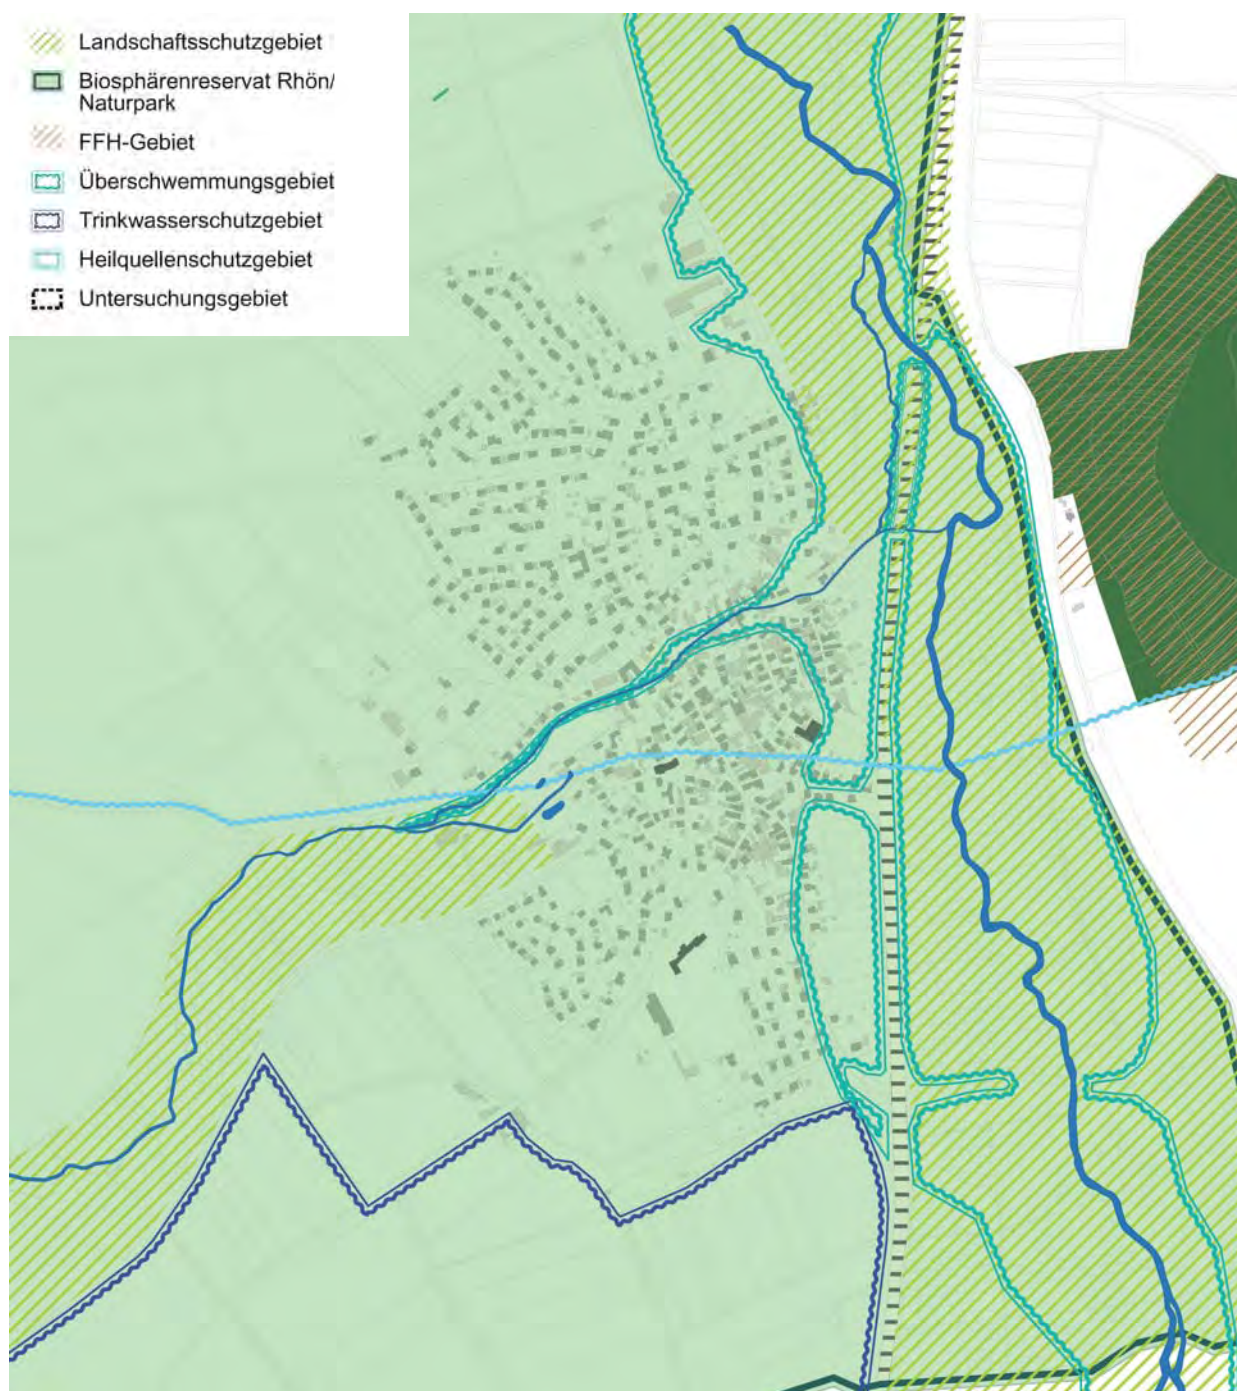 Landschaftsschutzgebiet
Biosphärenreservat Rhön/
Naturpark
FFH-Gebiet
Überschwemmungsgebiet
Trinkwasserschutzgebiet
Heilquellenschutzgebiet
Untersuchungsgebiet